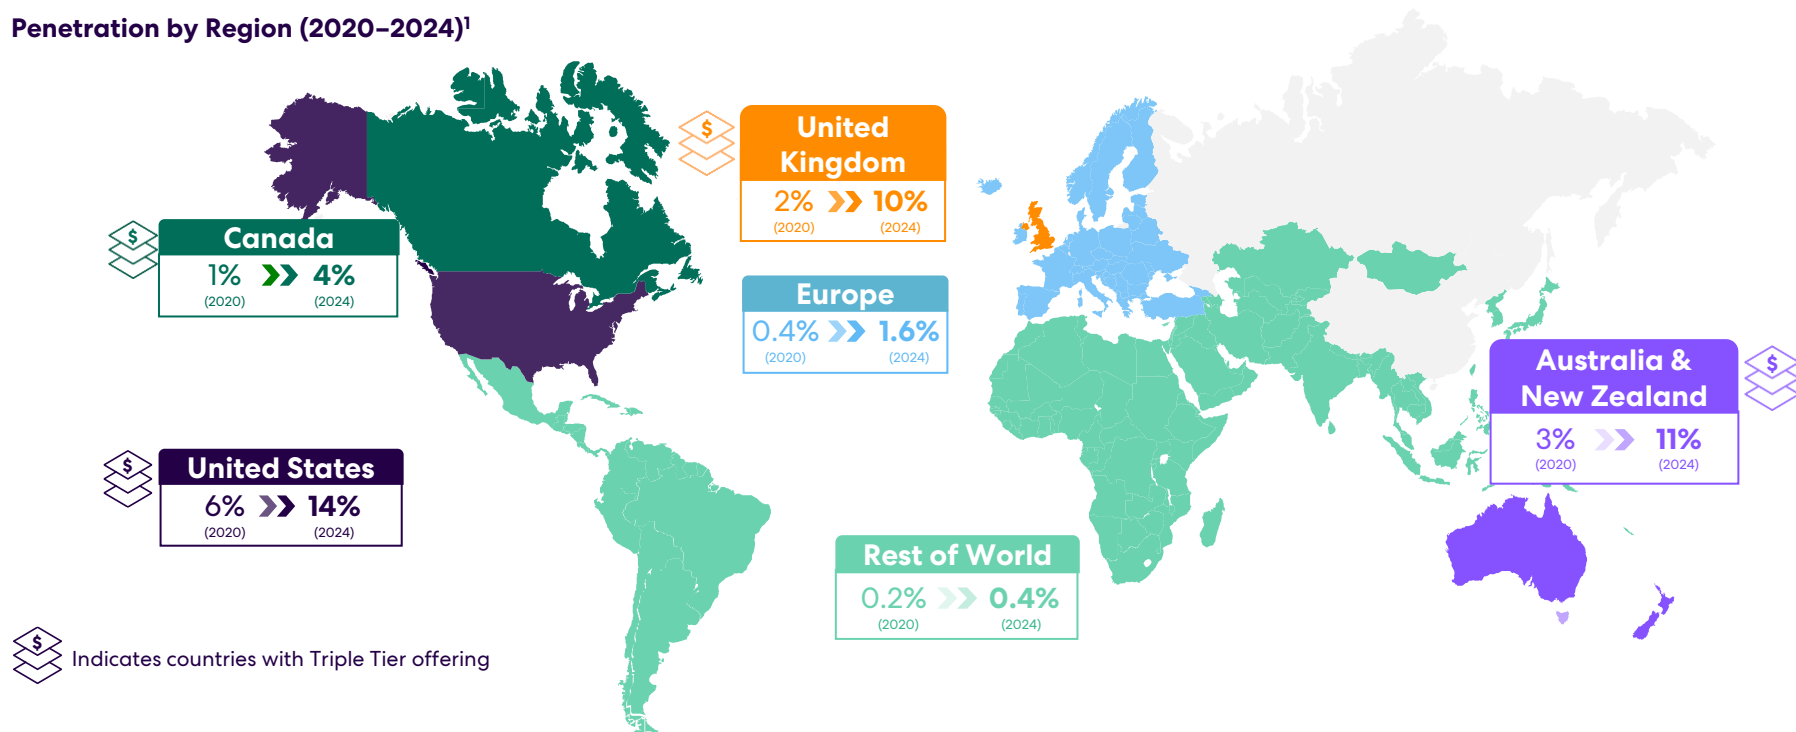 Penetration by Region (2020–2024)¹
$
United
Kingdom
2% 10%
(2020) (2024)
$
Canada
1% 4%
(2020) (2024)
Europe
0.4% 1.6%
(2020) (2024)
$
Australia &
New Zealand
3% 11%
(2020) (2024)
$
United States
6% 14%
(2020) (2024)
Rest of World
0.2% 0.4%
(2020) (2024)
$
Indicates countries with Triple Tier offering